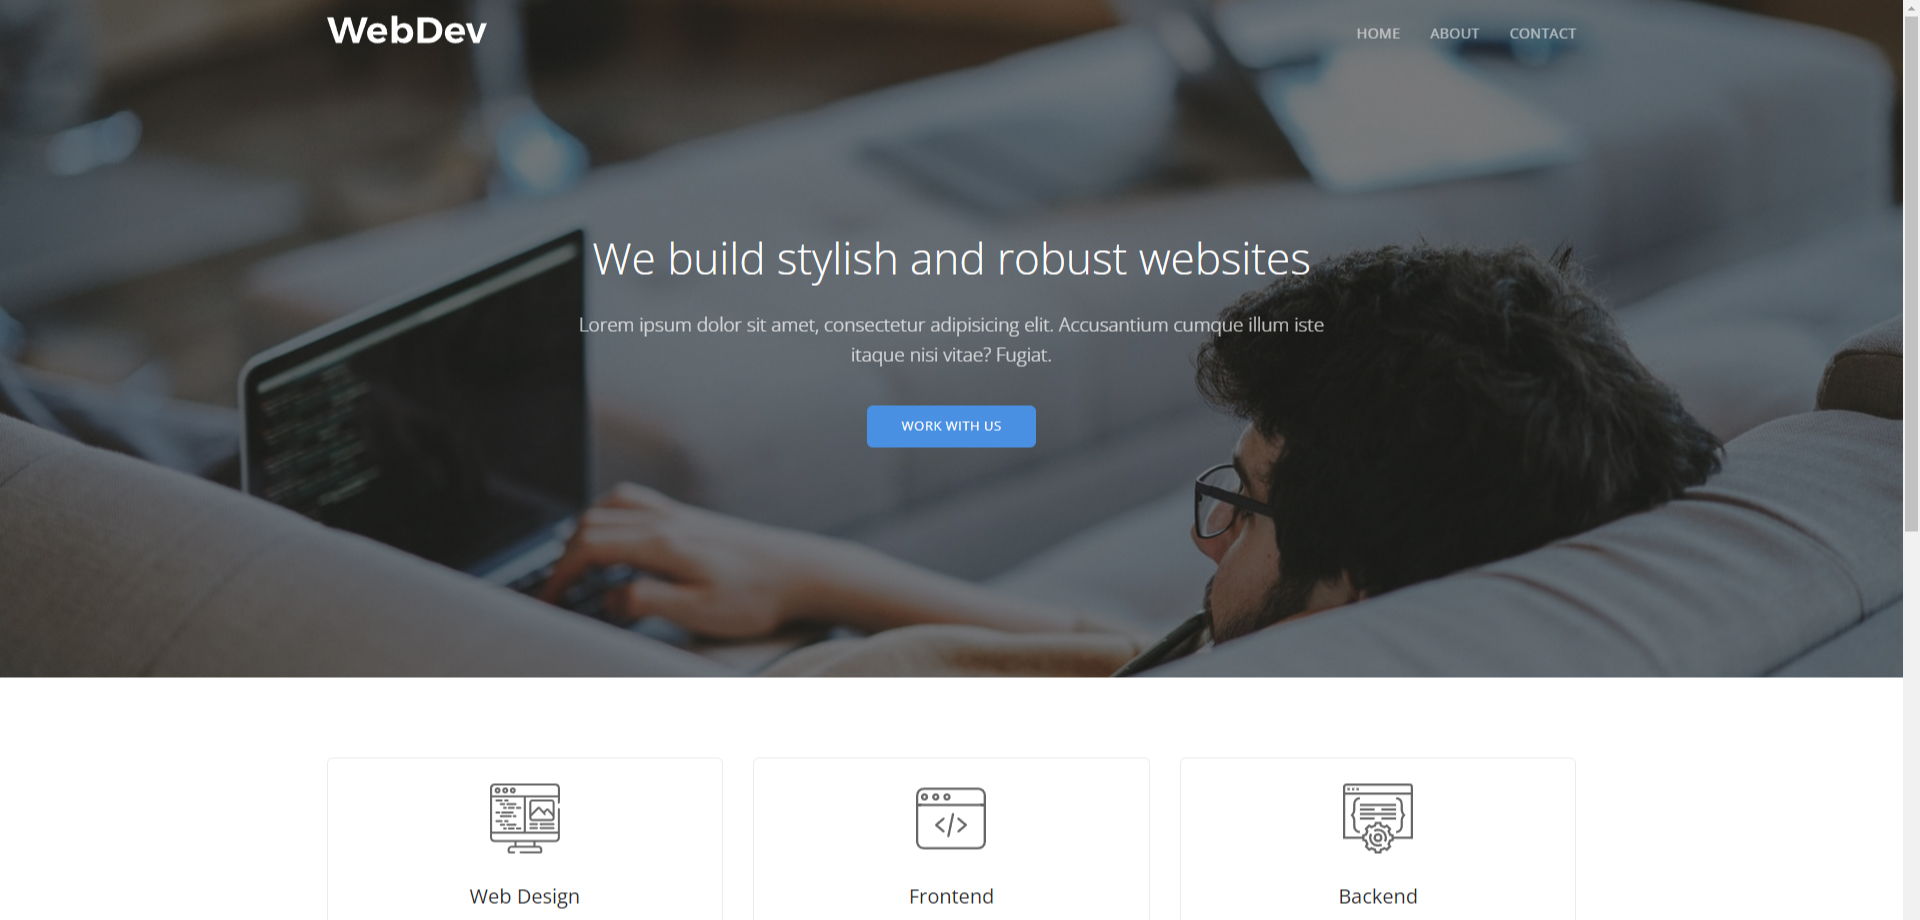 WebDev
HOME ABOUT CONTACT
We build stylish and robust websites
Lorem ipsum dolor sit amet, consectetur adipisicing elit. Accusantium cumque illum iste
itaque nisi vitae? Fugiat.
WORK WITH US
Web Design
Frontend
Backend